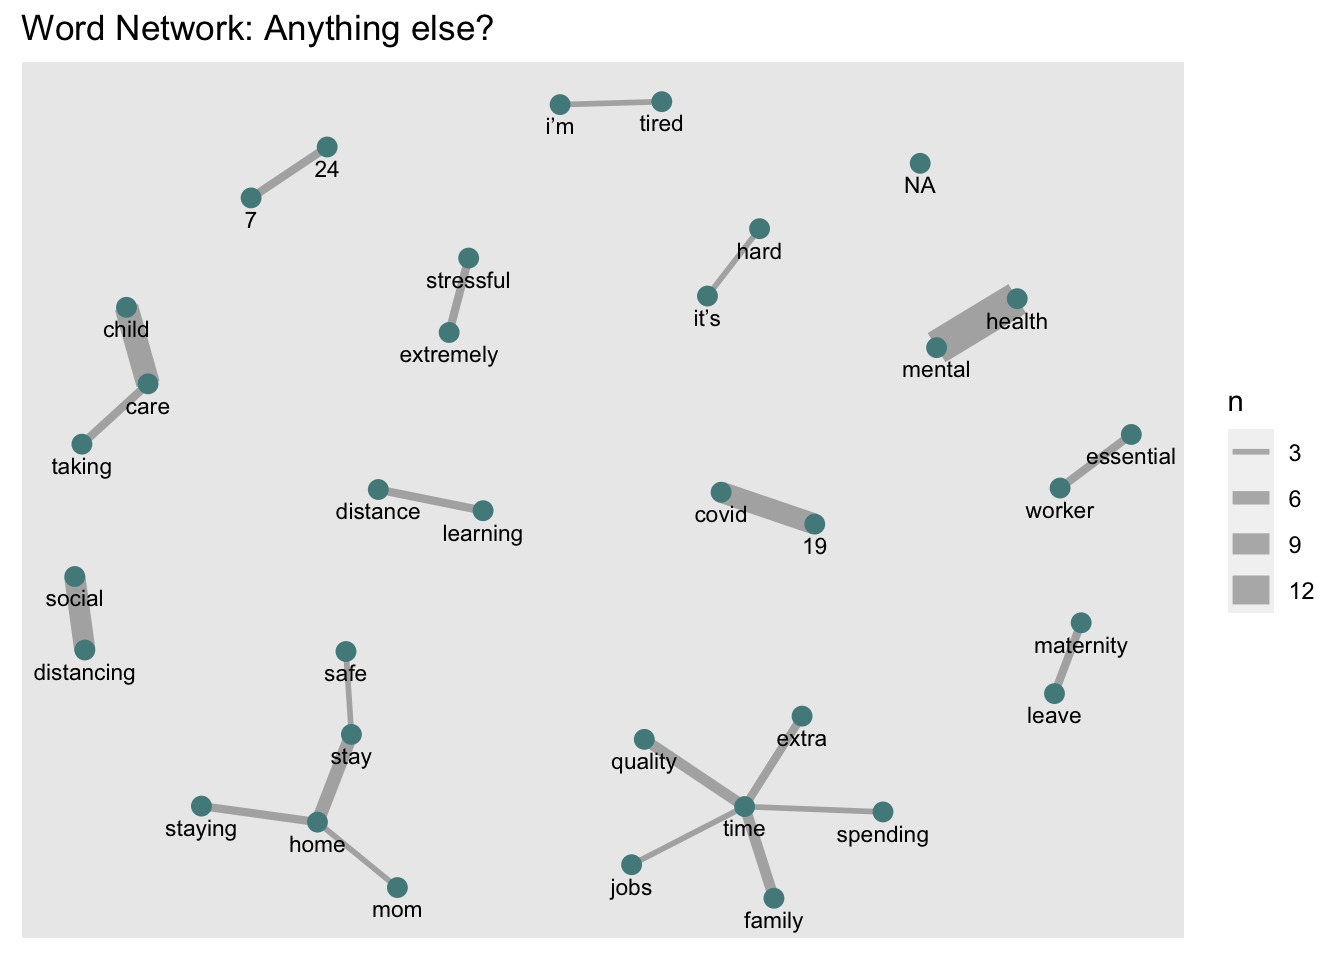 Word Network: Anything else?
i’m
tired
24
NA
7
hard
stressful
it’s
health
child
extremely
mental
care
essential
taking
distance
worker
covid
learning
19
social
maternity
distancing
safe
leave
extra
stay
quality
staying
time
spending
home
jobs
mom
family
n
3
6
9
12